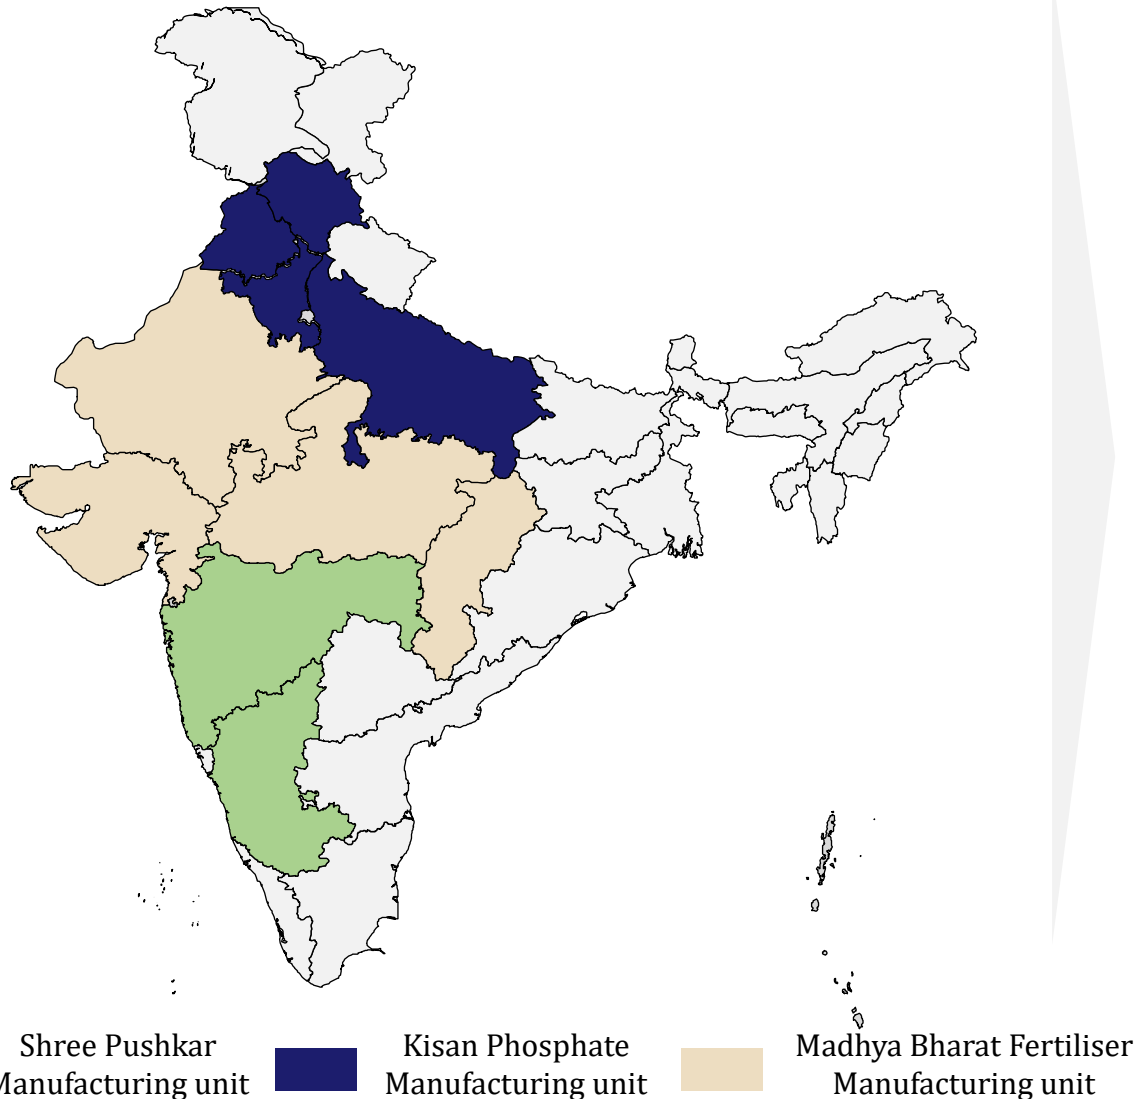 Shree Pushkar
Manufacturing unit
Kisan Phosphate
Manufacturing unit
Madhya Bharat Fertiliser
Manufacturing unit